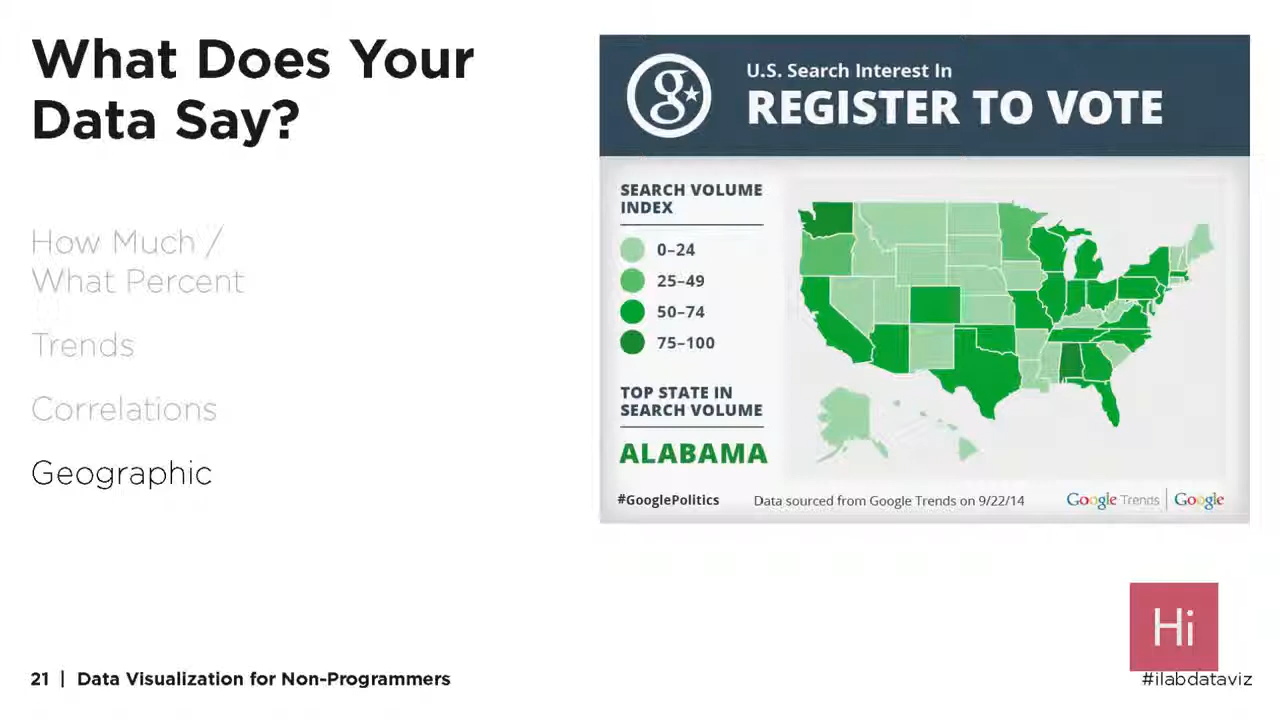 What Does Your
Data Say?
How Much /
What Percent
Trends
Correlations
Geographic
g
U.S. Search Interest In
REGISTER TO VOTE
SEARCH VOLUME
INDEX
0–24
25–49
50–74
75–100
TOP STATE IN
SEARCH VOLUME
ALABAMA
#GooglePolitics
Data sourced from Google Trends on 9/22/14
Google Trends | Google
Hi
21 | Data Visualization for Non-Programmers
#ilabdataviz